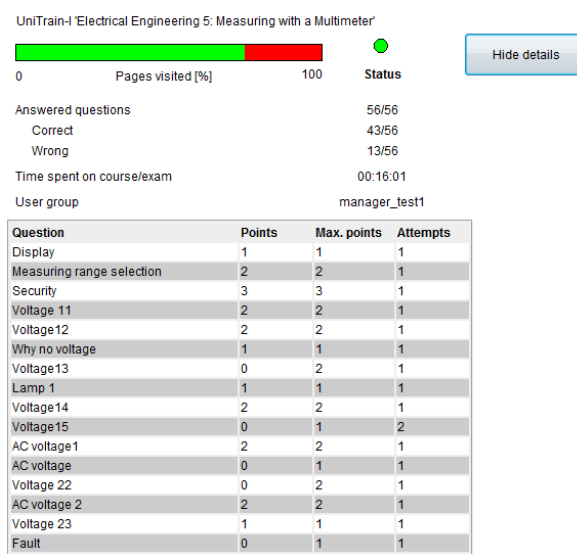 UniTrain-I 'Electrical Engineering 5: Measuring with a Multimeter'
Hide details
0 Pages visited [%] 100 Status
Answered questions 56/56
Correct 43/56
Wrong 13/56
Time spent on course/exam 00:16:01
User group manager_test1
Question Points Max. points Attempts
Display 1 1 1
Measuring range selection 2 2 1
Security 3 3 1
Voltage 11 2 2 1
Voltage12 2 2 1
Why no voltage 1 1 1
Voltage13 0 2 1
Lamp 1 1 1 1
Voltage14 2 2 1
Voltage15 0 1 2
AC voltage1 2 2 1
AC voltage 0 1 1
Voltage 22 0 2 1
AC voltage 2 2 2 1
Voltage 23 1 1 1
Fault 0 1 1